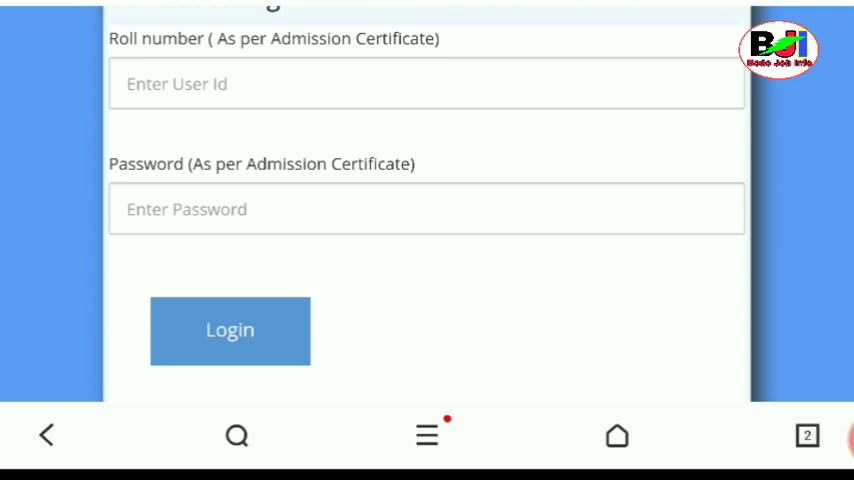 Roll number ( As per Admission Certificate)
Enter User Id
Password (As per Admission Certificate)
Enter Password
Login
BJI
2